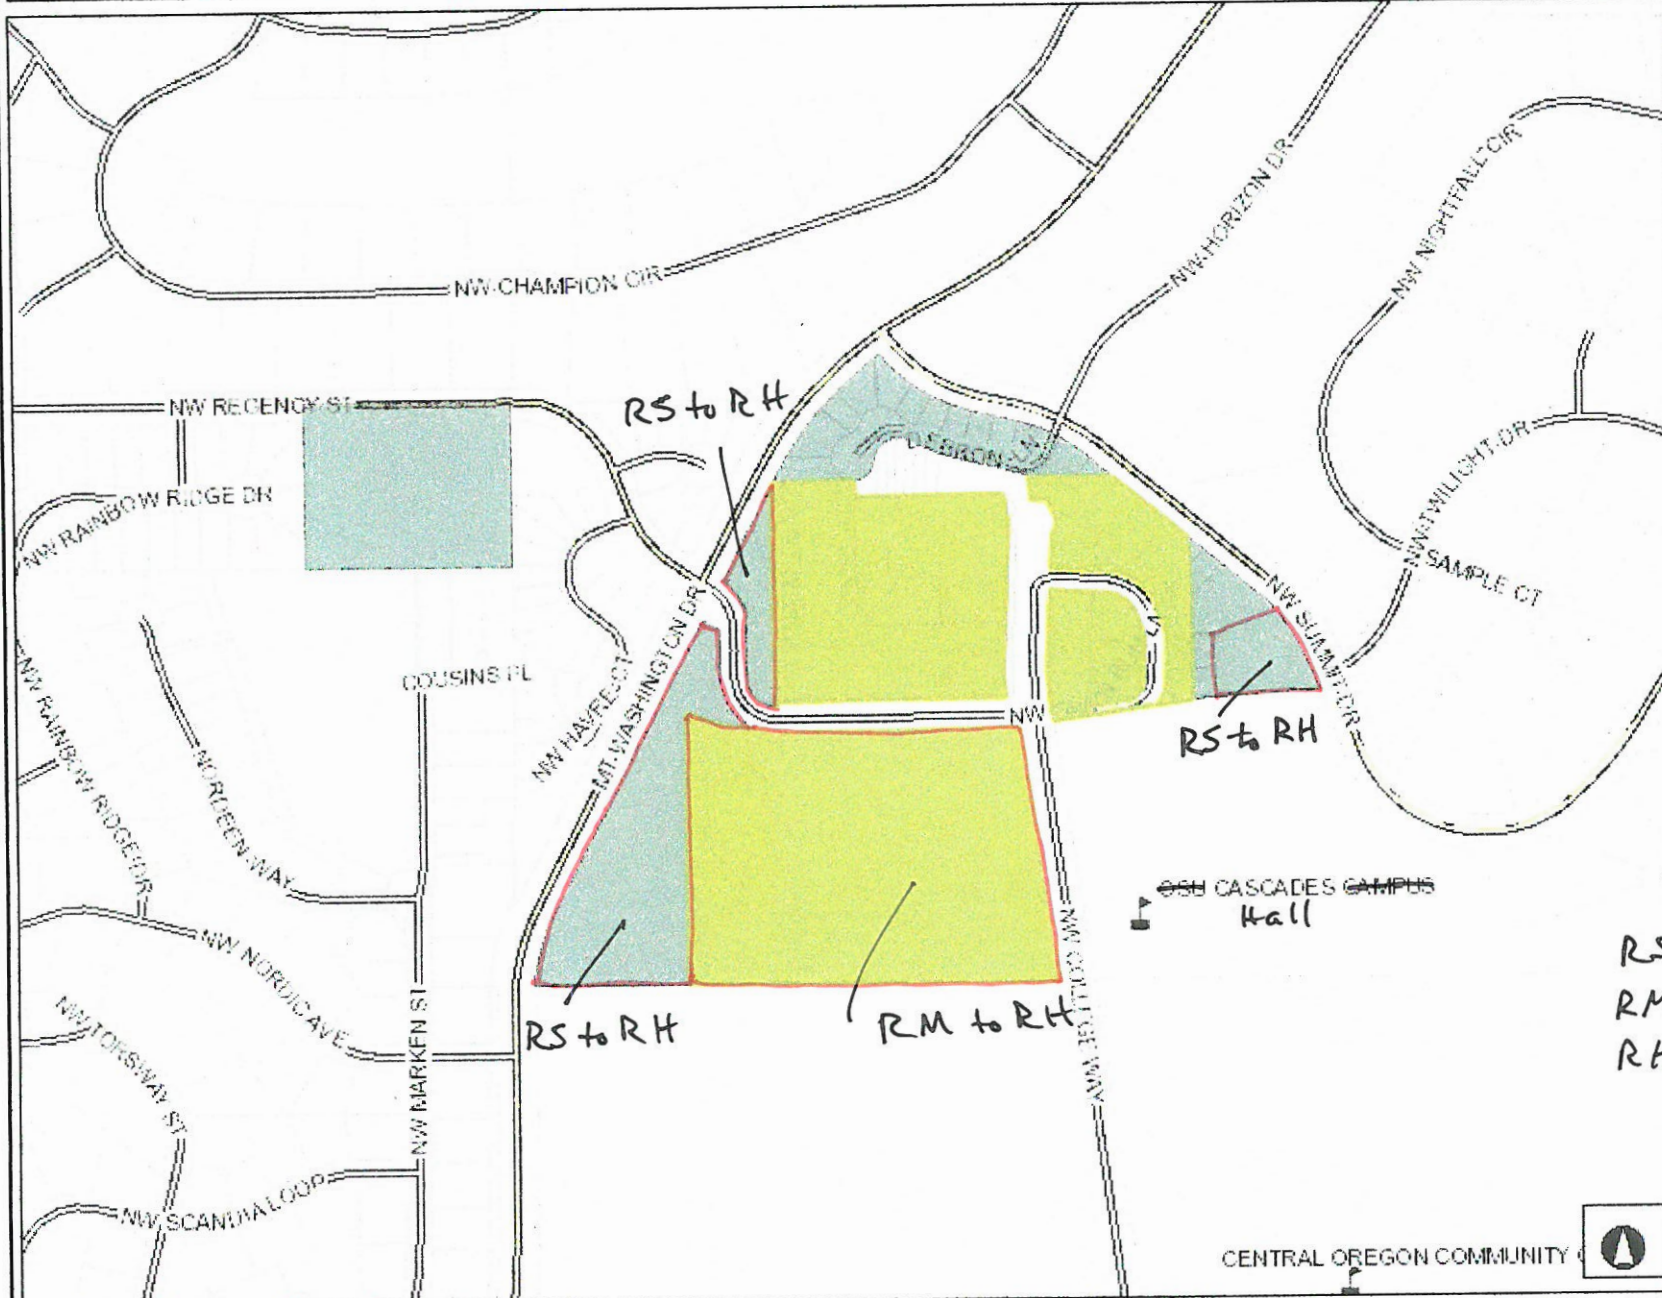 NW CHAMPION CIR
NW HORIZON DR
NW NIGHTFALL CIR
NW REGENCY ST
RS to RH
DEBRON LN
NW RAINBOW RIDGE DR
NW TWILIGHT DR
SAMPLE CT
NW SUMMIT DR
COUSINS PL
NW HAVRE CT
MT. WASHINGTON DR
NW
RS to RH
NW RAINBOW RIDGE DR
NORDEEN WAY
OSU CASCADES CAMPUS
Hall
NW NORDIC AVE
NW COLLEGE WAY
RS to RH
RM to RH
NW TORSWAY ST
NW MARKEN ST
NW SCANDIA LOOP
CENTRAL OREGON COMMUNITY